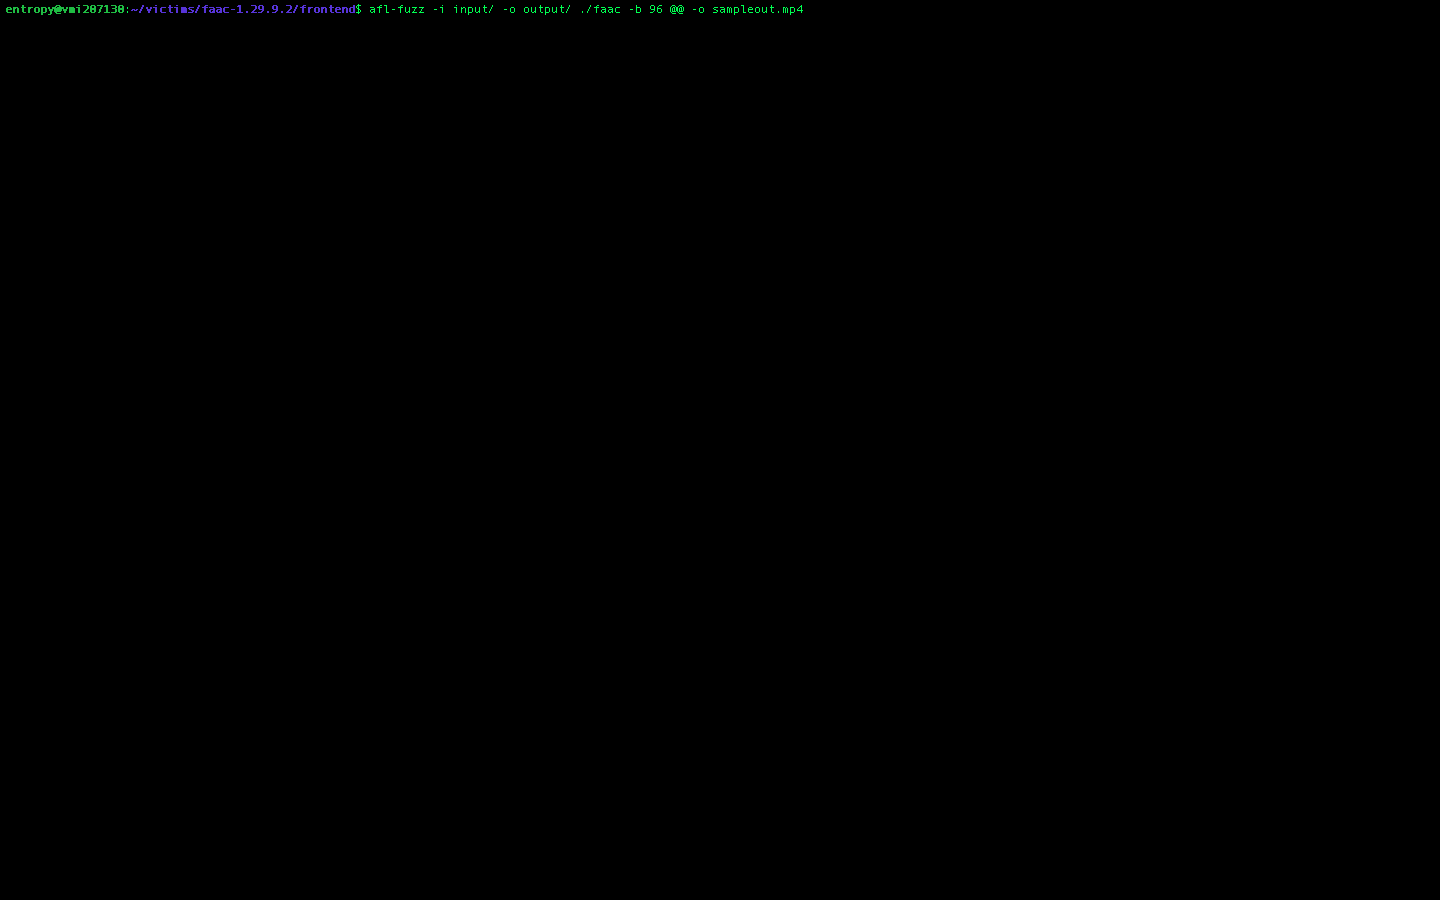 entropy@vmi207130:~/victims/faac-1.29.9.2/frontend$ afl-fuzz -i input/ -o output/ ./faac -b 96 @@ -o sampleout.mp4